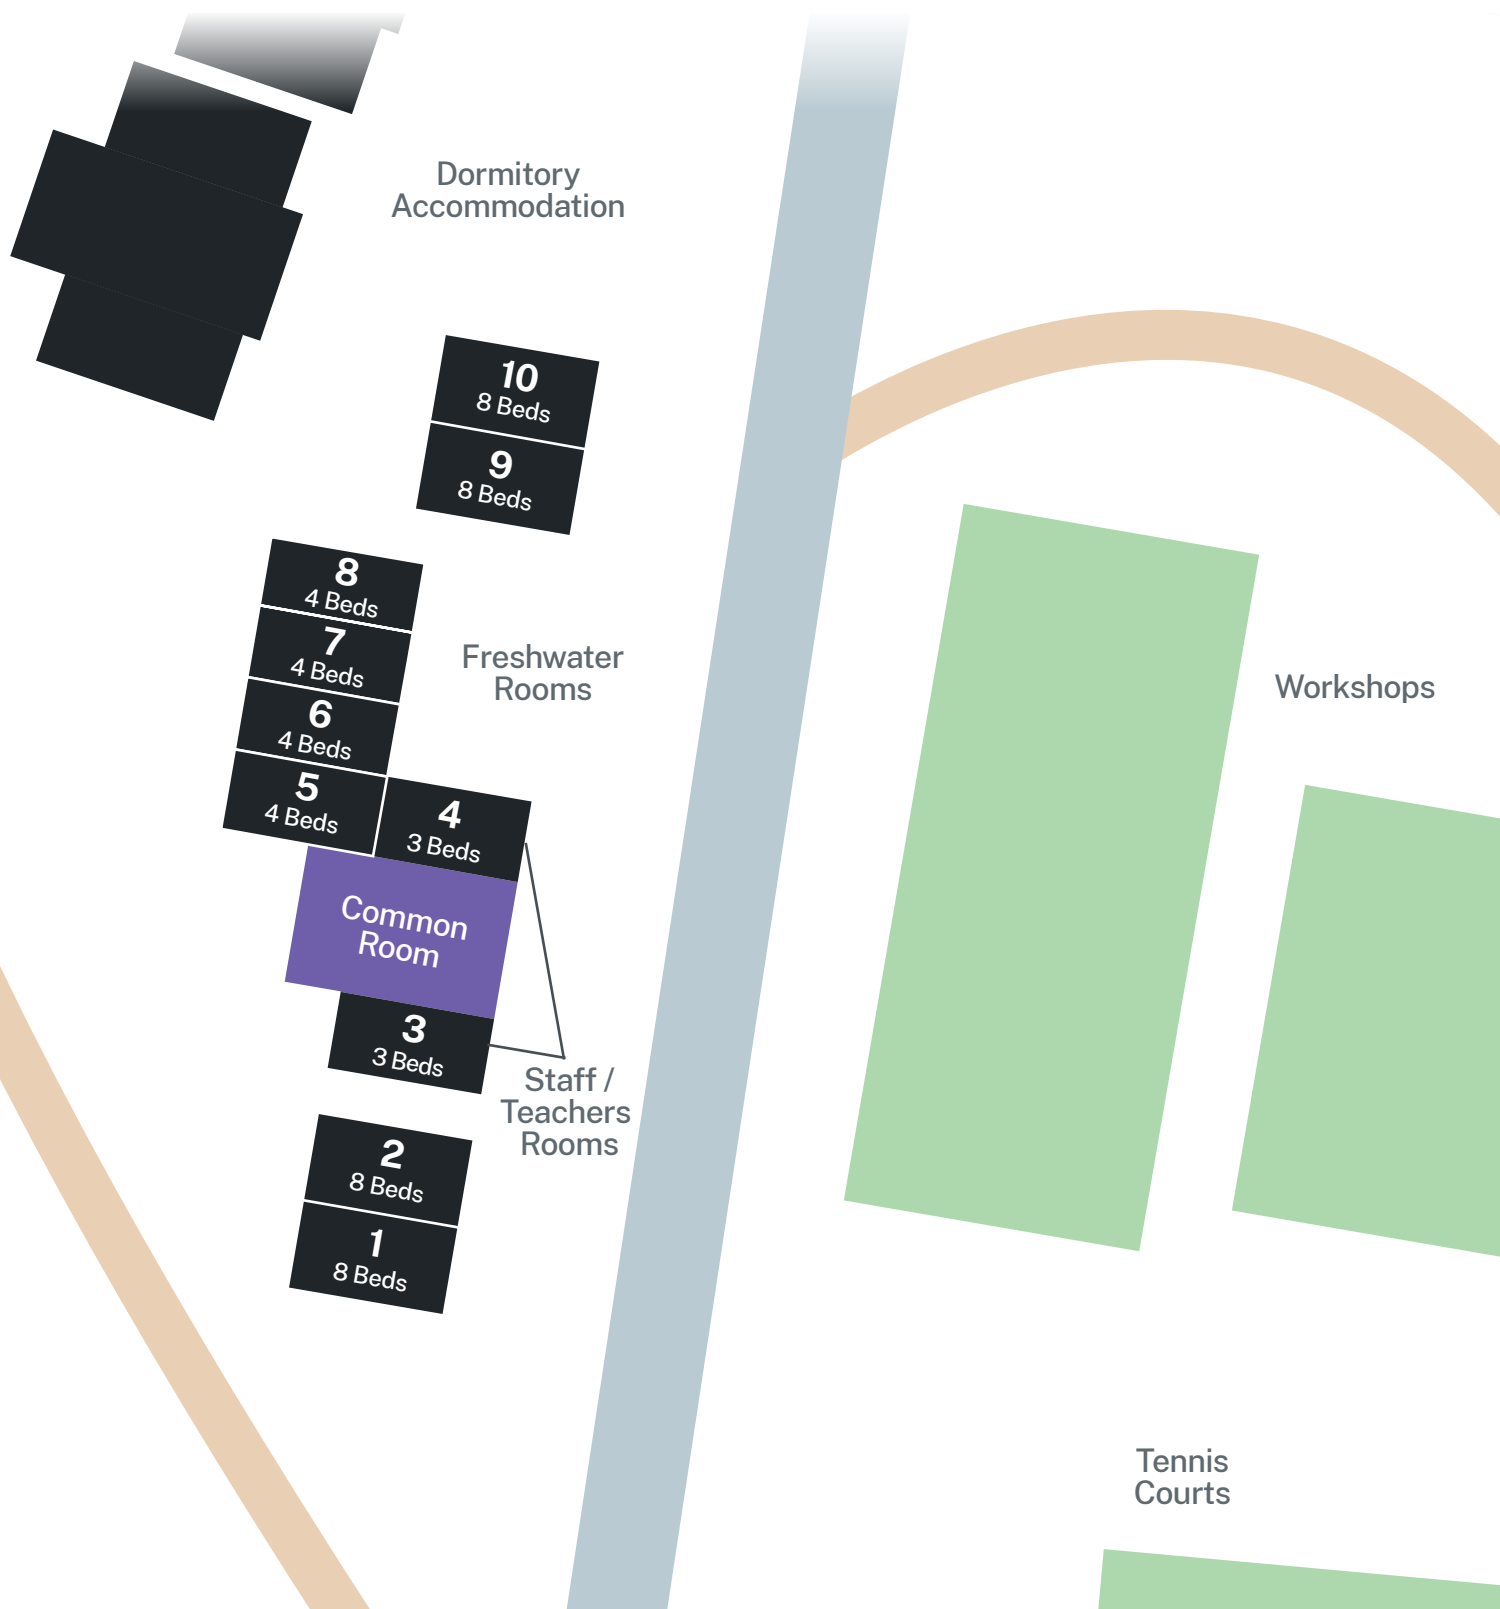 Dormitory
Accommodation
10
8 Beds
9
8 Beds
8
4 Beds
7
4 Beds
6
4 Beds
5
4 Beds
4
3 Beds
Freshwater
Rooms
Workshops
Common
Room
3
3 Beds
Staff /
Teachers
Rooms
2
8 Beds
1
8 Beds
Tennis
Courts